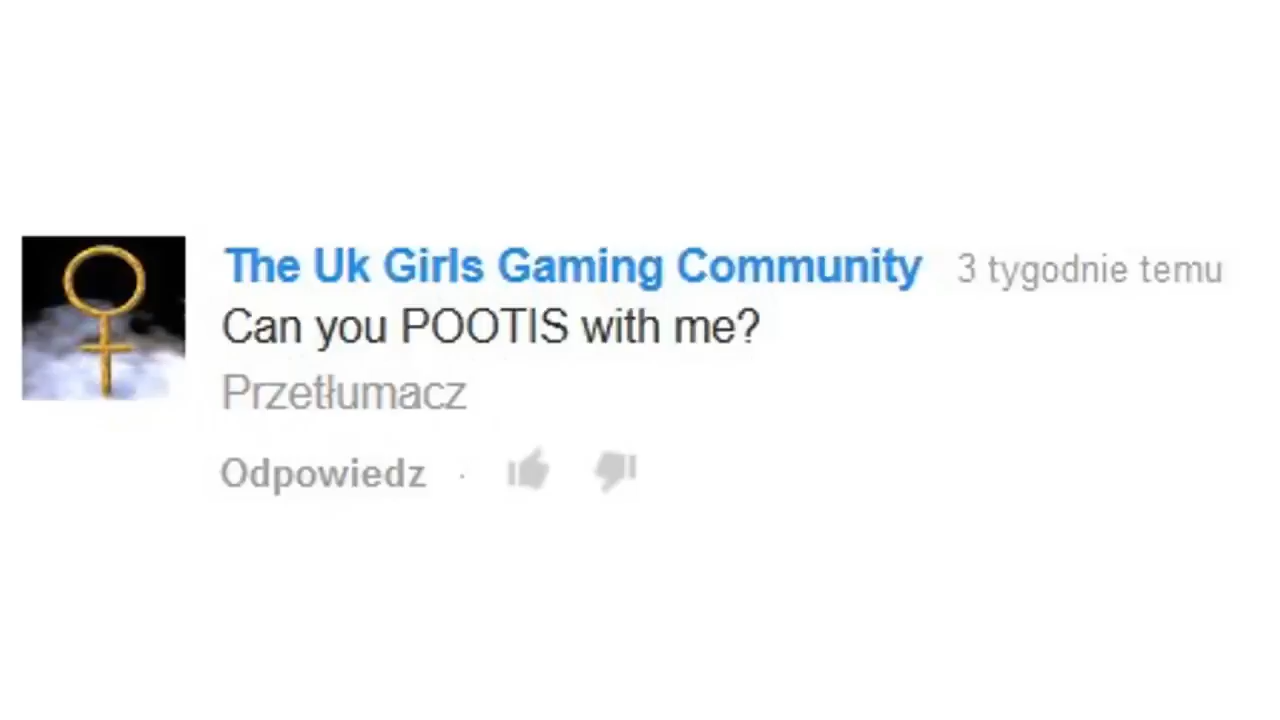 The Uk Girls Gaming Community 3 tygodnie temu
Can you POOTIS with me?
Przetłumacz
Odpowiedz ·